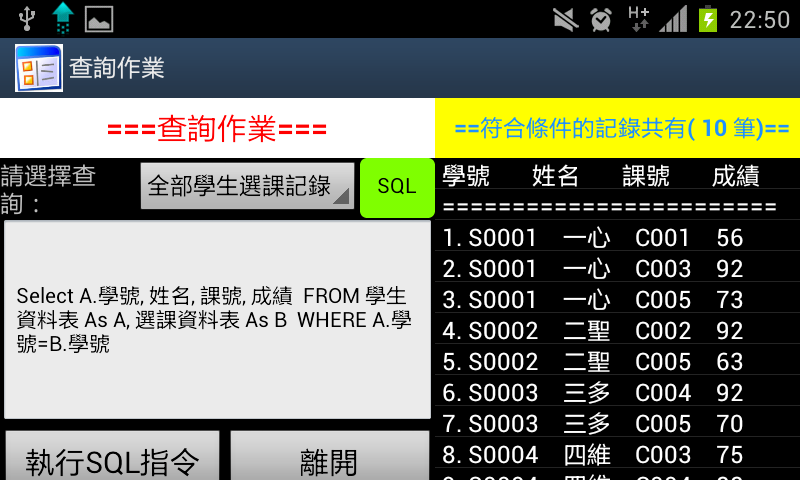 H+ 22:50
查詢作業
===查詢作業===
==符合條件的記錄共有( 10 筆)==
請選擇查
詢：
全部學生選課記錄
SQL
Select A.學號, 姓名, 課號, 成績 FROM 學生
資料表 As A, 選課資料表 As B WHERE A.學
號=B.學號
執行SQL指令
離開
學號 姓名 課號 成績
========================
1. S0001 一心 C001 56
2. S0001 一心 C003 92
3. S0001 一心 C005 73
4. S0002 二聖 C002 92
5. S0002 二聖 C005 63
6. S0003 三多 C004 92
7. S0003 三多 C005 70
8. S0004 四維 C003 75